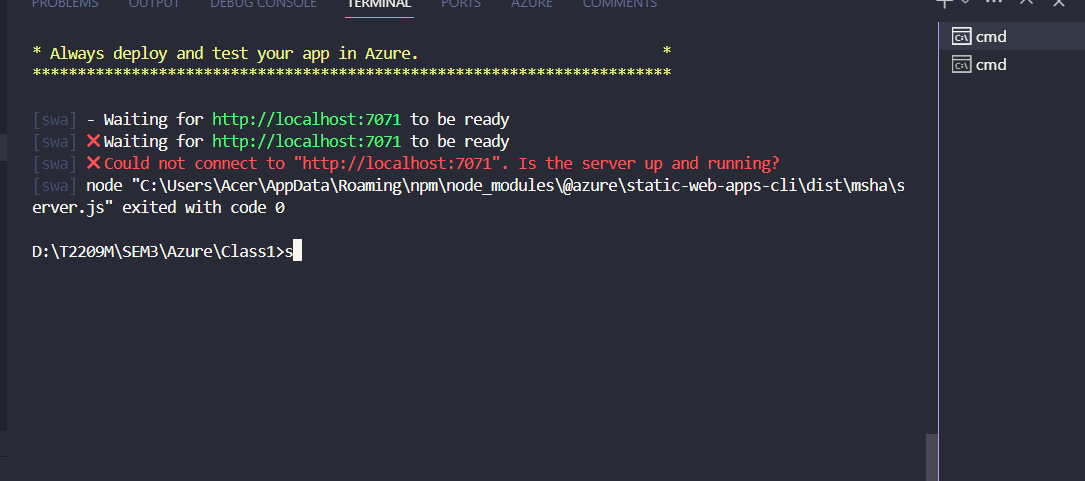 PROBLEMS OUTPUT DEBUG CONSOLE TERMINAL PORTS AZURE COMMENTS
* Always deploy and test your app in Azure. *
***********************************************************************
[swa] - Waiting for http://localhost:7071 to be ready
[swa] ❌Waiting for http://localhost:7071 to be ready
[swa] ❌Could not connect to "http://localhost:7071". Is the server up and running?
[swa] node "C:\Users\Acer\AppData\Roaming\npm\node_modules\@azure\static-web-apps-cli\dist\msha\s
erver.js" exited with code 0
D:\T2209M\SEM3\Azure\Class1>s
cmd
cmd